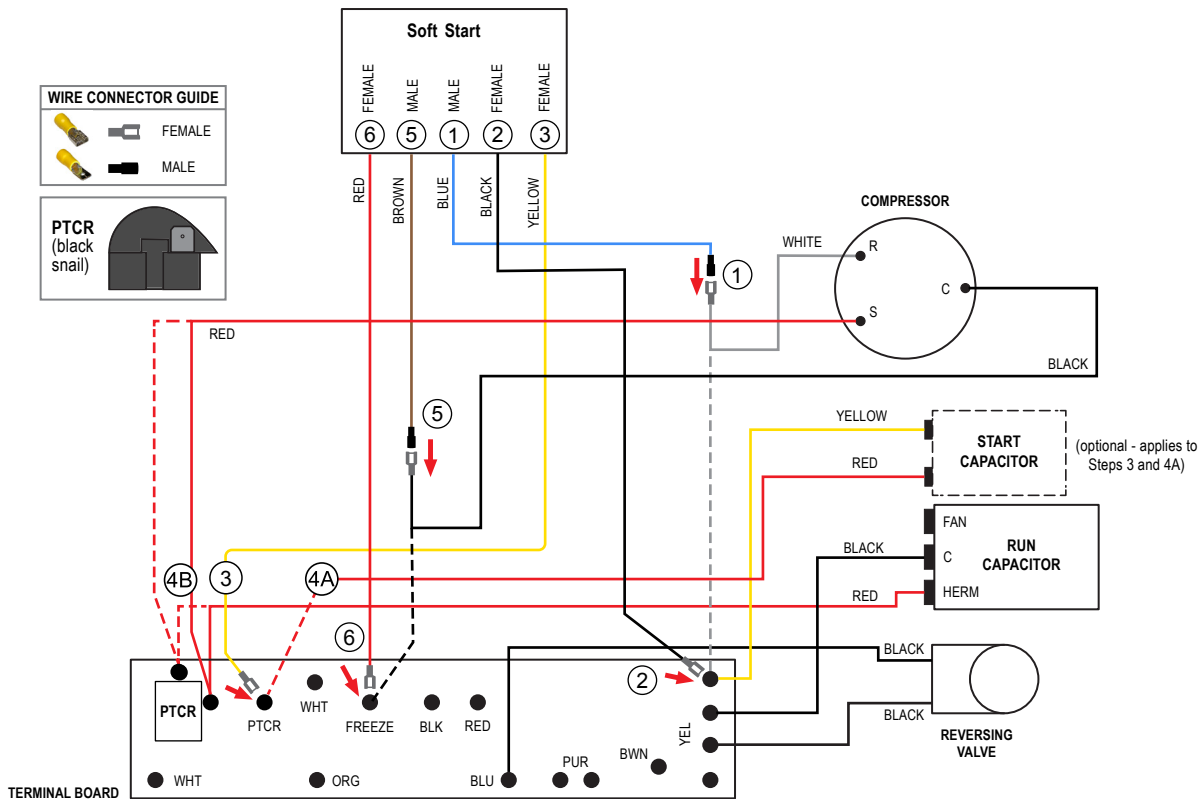 Soft Start
FEMALE
MALE
MALE
FEMALE
FEMALE
6
5
1
2
3
RED
BROWN
BLUE
BLACK
YELLOW
WIRE CONNECTOR GUIDE
FEMALE
MALE
PTCR
(black
snail)
COMPRESSOR
WHITE
R
C
S
1
RED
BLACK
5
YELLOW
START
CAPACITOR
(optional - applies to
Steps 3 and 4A)
RED
FAN
BLACK
C
RUN
CAPACITOR
RED
HERM
4B
3
4A
6
2
BLACK
BLACK
REVERSING
VALVE
PTCR
PTCR
WHT
FREEZE
BLK
RED
YEL
WHT
ORG
BLU
PUR
BWN
TERMINAL BOARD